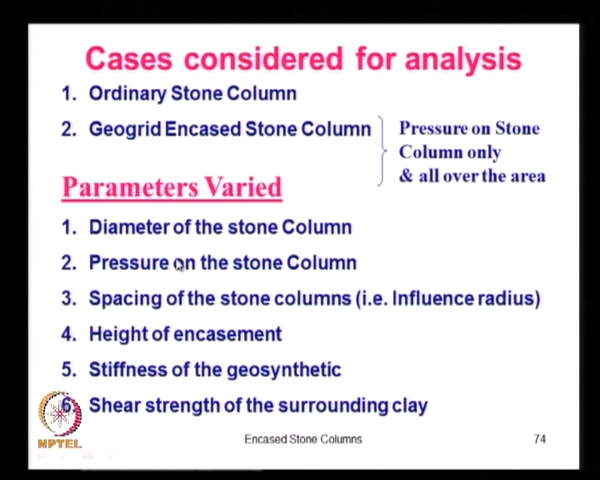 Cases considered for analysis
1. Ordinary Stone Column
2. Geogrid Encased Stone Column
Pressure on Stone
Column only
& all over the area
Parameters Varied
1. Diameter of the stone Column
2. Pressure on the stone Column
3. Spacing of the stone columns (i.e. Influence radius)
4. Height of encasement
5. Stiffness of the geosynthetic
6. Shear strength of the surrounding clay
NPTEL
Encased Stone Columns
74